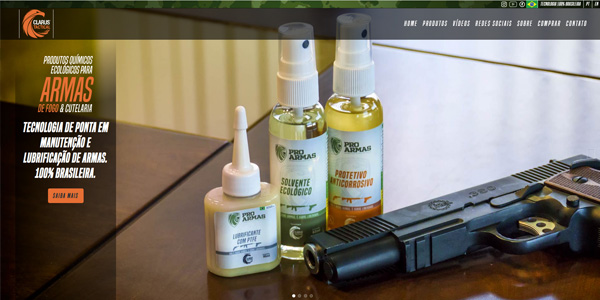 CLARUS
TACTICAL
TECNOLOGIA 100% BRASILEIRA
PT
EN
HOME PRODUTOS VÍDEOS REDES SOCIAIS SOBRE COMPRAR CONTATO
PRODUTOS QUÍMICOS
ECOLÓGICOS PARA
ARMAS
DE FOGO & CUTELARIA
TECNOLOGIA DE PONTA EM
MANUTENÇÃO E
LUBRIFICAÇÃO DE ARMAS.
100% BRASILEIRA.
SAIBA MAIS
PRO
ARMAS
LUBRIFICANTE
COM PTFE
PRO
ARMAS
SOLVENTE
ECOLÓGICO
PRO
ARMAS
PROTETIVO
ANTICORROSIVO